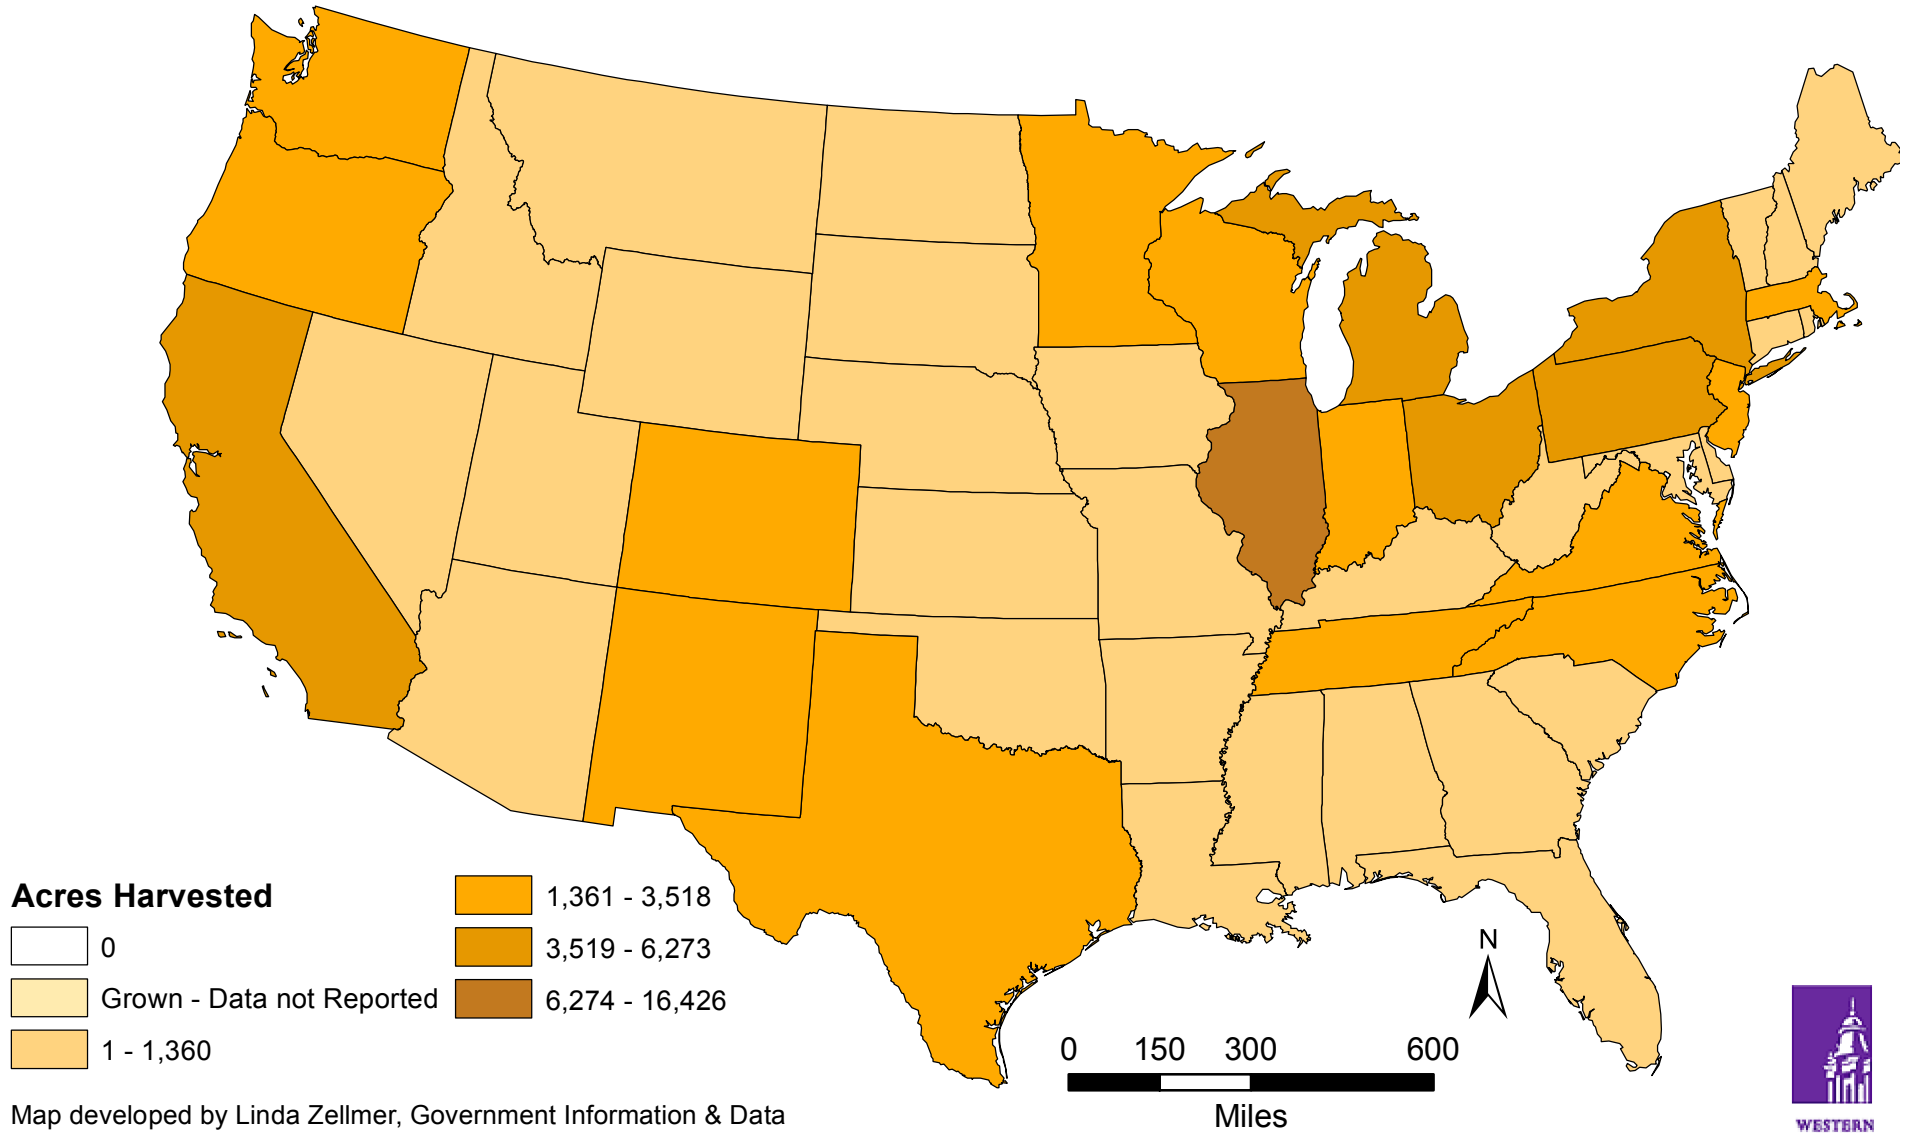 Acres Harvested
0
Grown - Data not Reported
1 - 1,360
1,361 - 3,518
3,519 - 6,273
6,274 - 16,426
N
0 150 300 600
Miles
Map developed by Linda Zellmer, Government Information & Data
WESTERN